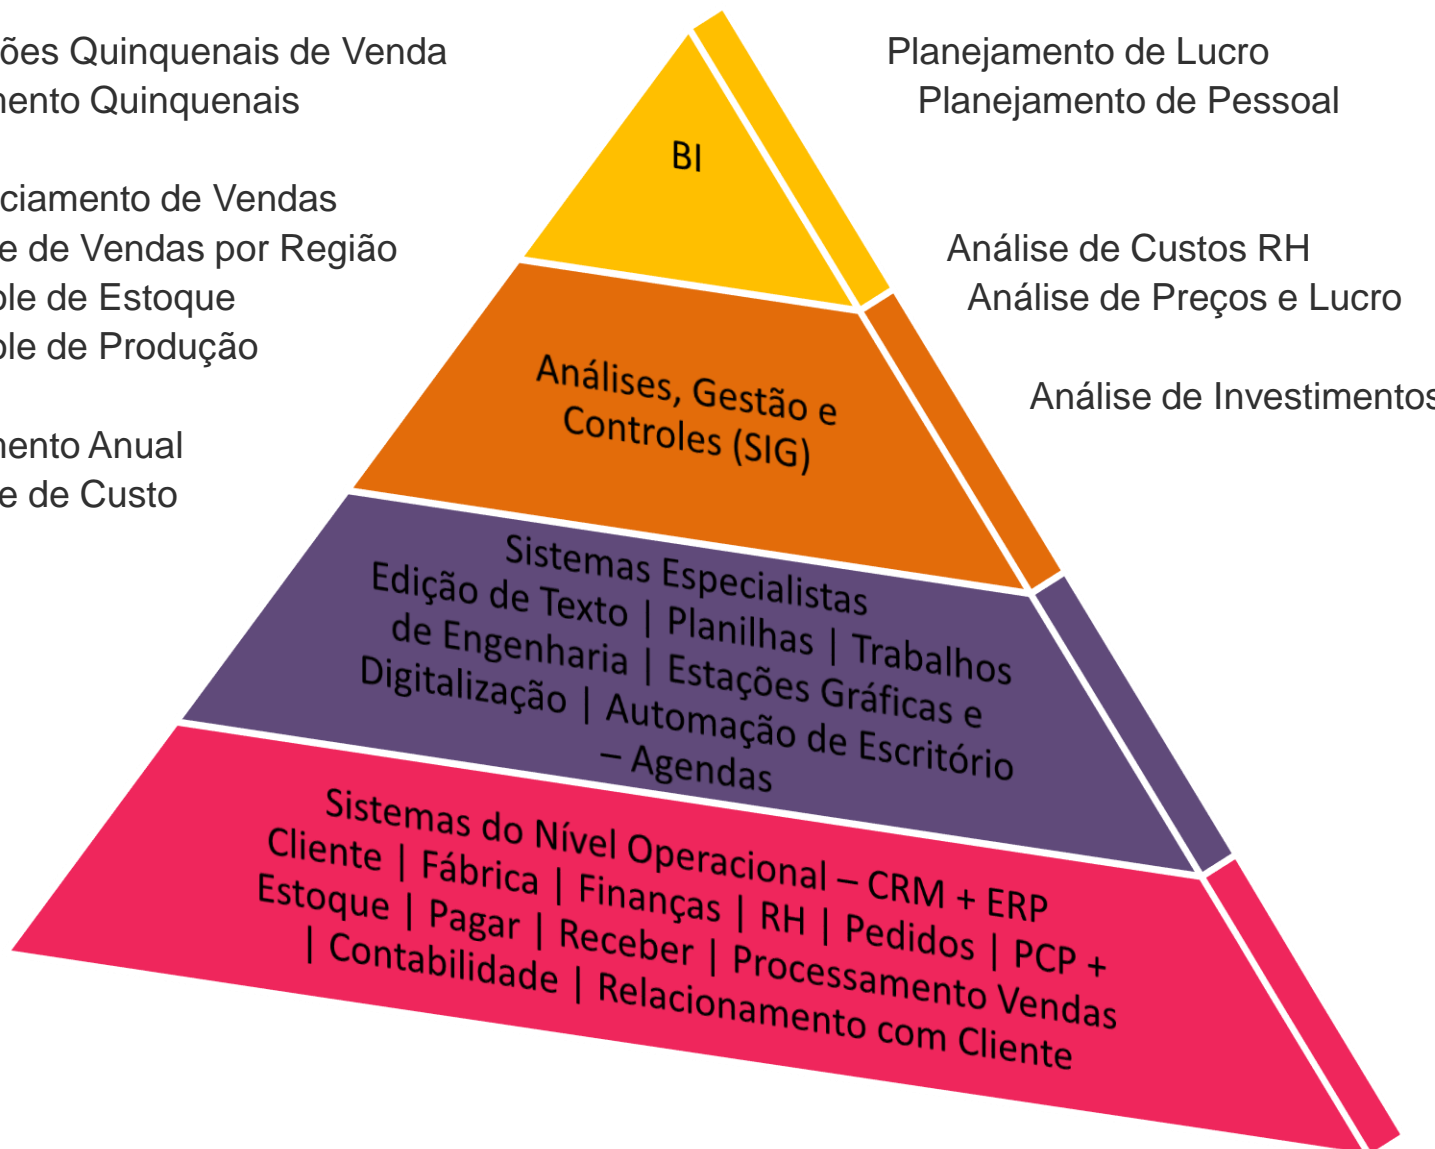 ões Quinquenais de Venda
mento Quinquenais
ciamento de Vendas
e de Vendas por Região
ole de Estoque
ole de Produção
mento Anual
e de Custo
Planejamento de Lucro
Planejamento de Pessoal
Análise de Custos RH
Análise de Preços e Lucro
Análise de Investimentos
BI
Análises, Gestão e
Controles (SIG)
Sistemas Especialistas
Edição de Texto | Planilhas | Trabalhos
de Engenharia | Estações Gráficas e
Digitalização | Automação de Escritório
– Agendas
Sistemas do Nível Operacional – CRM + ERP
Cliente | Fábrica | Finanças | RH | Pedidos | PCP +
Estoque | Pagar | Receber | Processamento Vendas
| Contabilidade | Relacionamento com Cliente